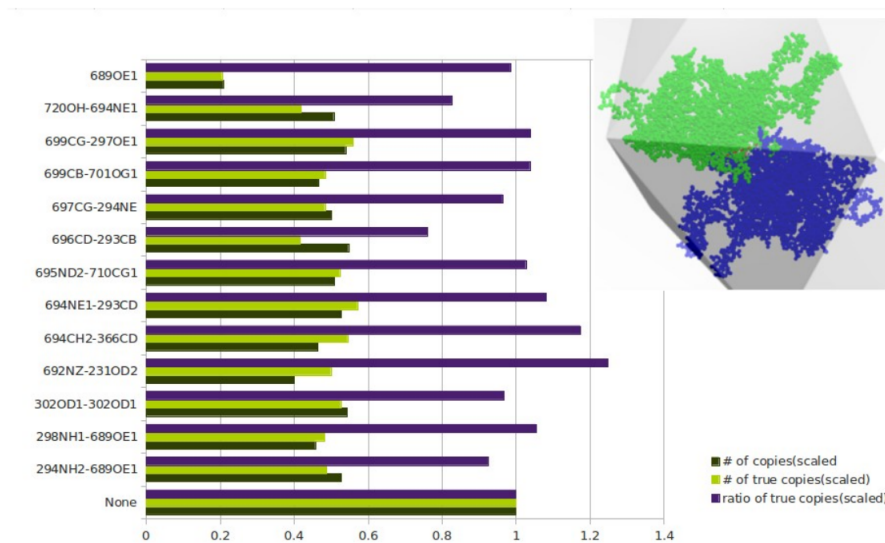 689OE1
720OH-694NE1
699CG-297OE1
699CB-701OG1
697CG-294NE
696CD-293CB
695ND2-710CG1
694NE1-293CD
694CH2-366CD
692NZ-231OD2
302OD1-302OD1
298NH1-689OE1
294NH2-689OE1
None
0 0.2 0.4 0.6 0.8 1 1.2 1.4
# of copies(scaled
# of true copies(scaled)
ratio of true copies(scaled)